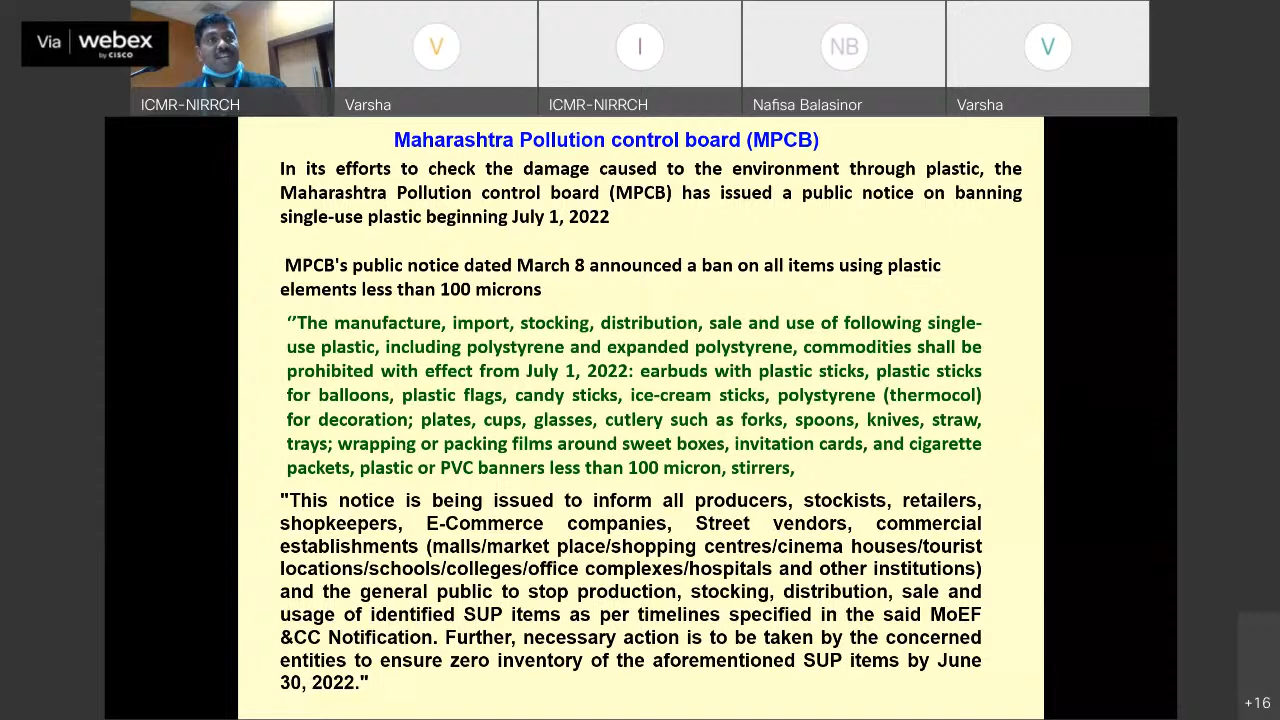 Via webex
by CISCO
V
I
NB
V
ICMR-NIRRCH
Varsha
ICMR-NIRRCH
Nafisa Balasinor
Varsha
Maharashtra Pollution control board (MPCB)
In its efforts to check the damage caused to the environment through plastic, the
Maharashtra Pollution control board (MPCB) has issued a public notice on banning
single-use plastic beginning July 1, 2022
MPCB's public notice dated March 8 announced a ban on all items using plastic
elements less than 100 microns
‘’The manufacture, import, stocking, distribution, sale and use of following single-
use plastic, including polystyrene and expanded polystyrene, commodities shall be
prohibited with effect from July 1, 2022: earbuds with plastic sticks, plastic sticks
for balloons, plastic flags, candy sticks, ice-cream sticks, polystyrene (thermocol)
for decoration; plates, cups, glasses, cutlery such as forks, spoons, knives, straw,
trays; wrapping or packing films around sweet boxes, invitation cards, and cigarette
packets, plastic or PVC banners less than 100 micron, stirrers,
"This notice is being issued to inform all producers, stockists, retailers,
shopkeepers, E-Commerce companies, Street vendors, commercial
establishments (malls/market place/shopping centres/cinema houses/tourist
locations/schools/colleges/office complexes/hospitals and other institutions)
and the general public to stop production, stocking, distribution, sale and
usage of identified SUP items as per timelines specified in the said MoEF
&CC Notification. Further, necessary action is to be taken by the concerned
entities to ensure zero inventory of the aforementioned SUP items by June
30, 2022."
+16